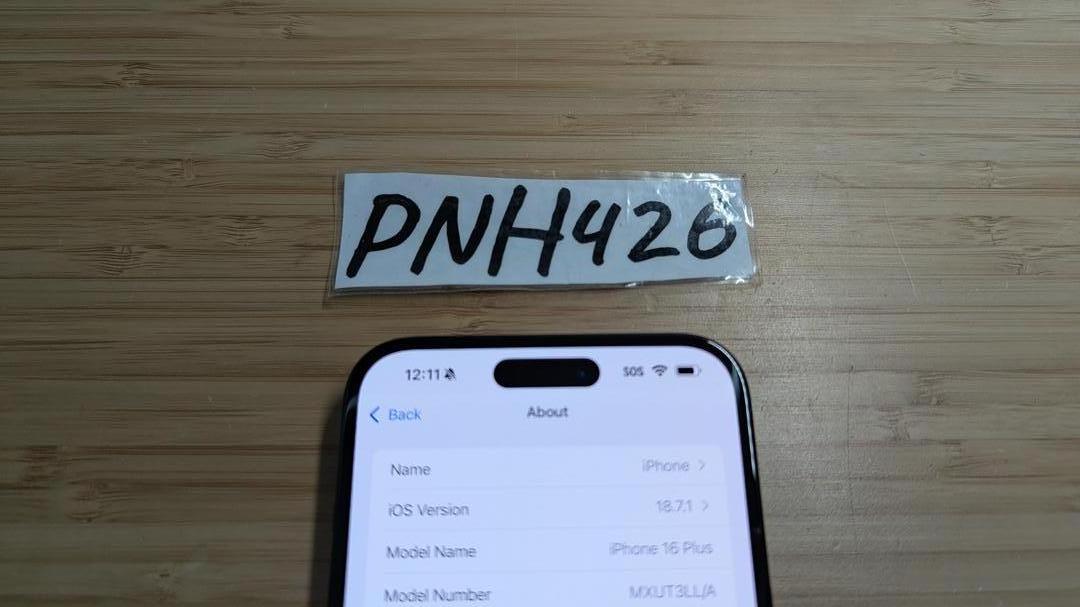 PNH426
12:11 SOS
Back About
Name iPhone
iOS Version 18.7.1
Model Name iPhone 16 Plus
Model Number MXUT3LL/A